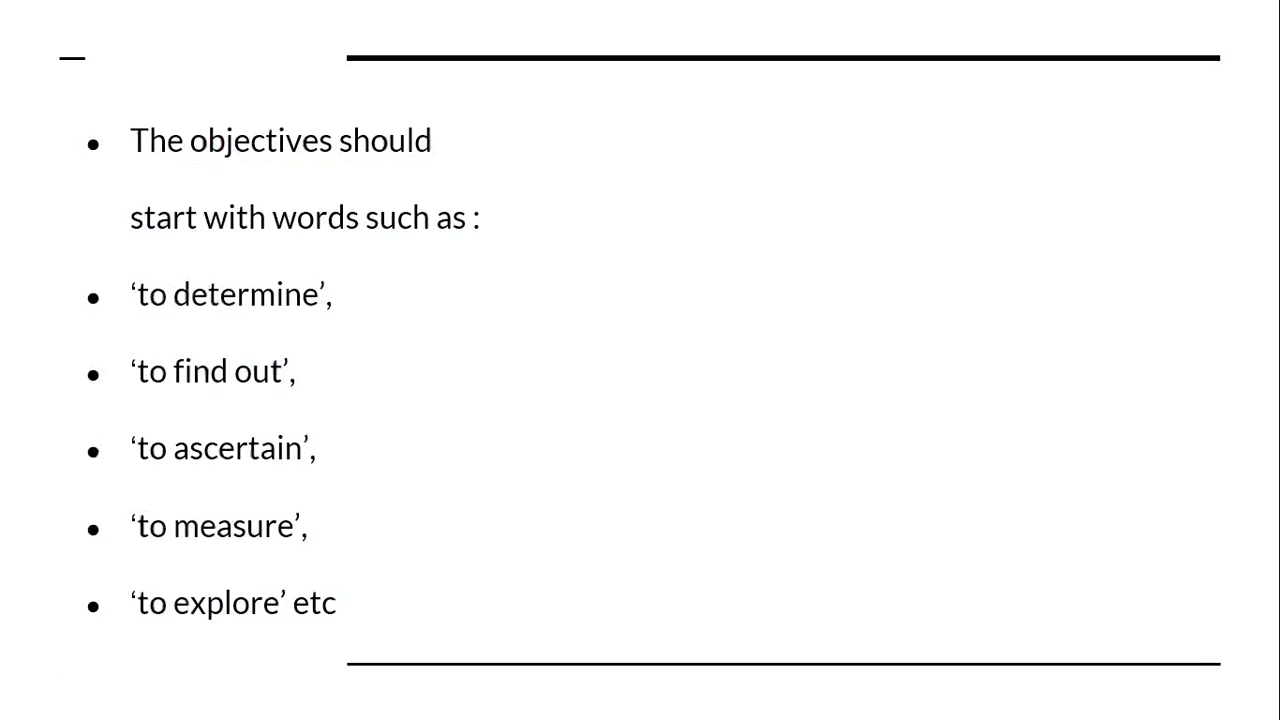 • The objectives should
start with words such as :
• ‘to determine’,
• ‘to find out’,
• ‘to ascertain’,
• ‘to measure’,
• ‘to explore’ etc